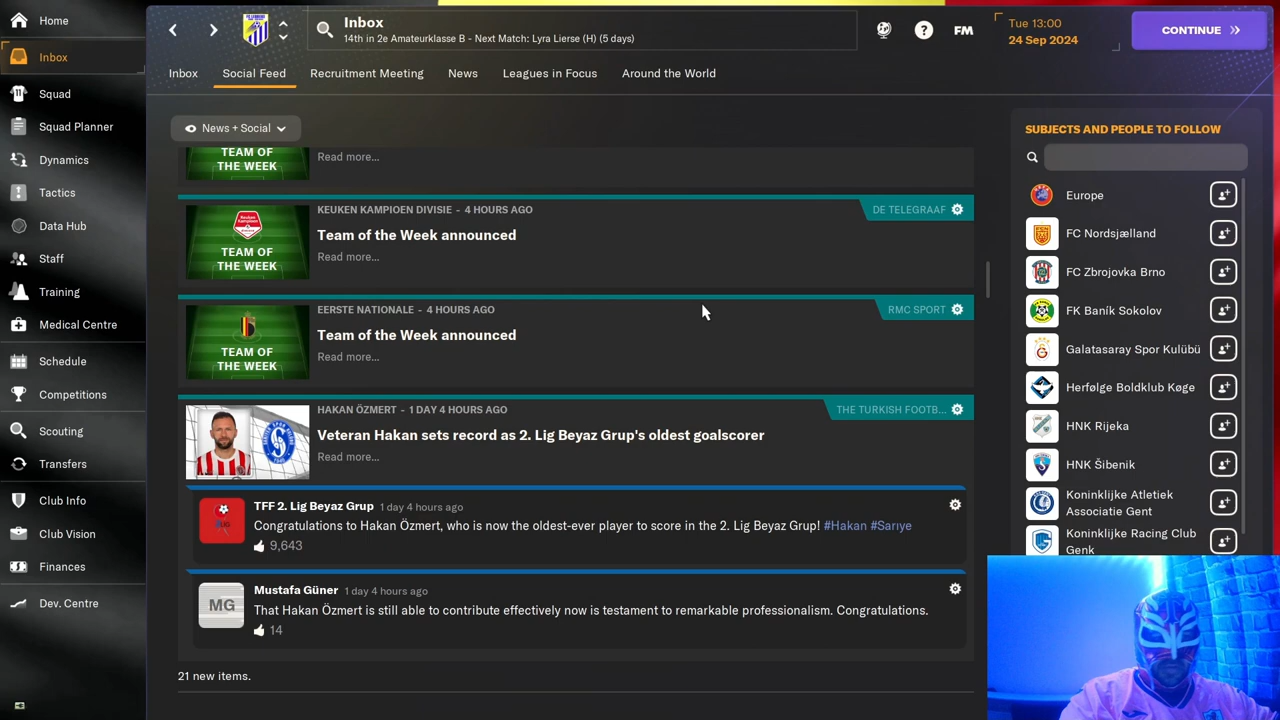 Home
Inbox
Squad
Squad Planner
Dynamics
Tactics
Data Hub
Staff
Training
Medical Centre
Schedule
Competitions
Scouting
Transfers
Club Info
Club Vision
Finances
Dev. Centre
Inbox
14th in 2e Amateurklasse B - Next Match: Lyra Lierse (H) (5 days)
FM
Tue 13:00
24 Sep 2024
CONTINUE
Inbox
Social Feed
Recruitment Meeting
News
Leagues in Focus
Around the World
News + Social
TEAM OF
THE WEEK
Read more...
KEUKEN KAMPIOEN DIVISIE - 4 HOURS AGO
DE TELEGRAAF
Team of the Week announced
Read more...
TEAM OF
THE WEEK
EERSTE NATIONALE - 4 HOURS AGO
RMC SPORT
Team of the Week announced
Read more...
TEAM OF
THE WEEK
HAKAN ÖZMERT - 1 DAY 4 HOURS AGO
THE TURKISH FOOTB...
Veteran Hakan sets record as 2. Lig Beyaz Grup's oldest goalscorer
Read more...
TFF 2. Lig Beyaz Grup 1 day 4 hours ago
Congratulations to Hakan Özmert, who is now the oldest-ever player to score in the 2. Lig Beyaz Grup! #Hakan #Sarıye
9,643
MG
Mustafa Güner 1 day 4 hours ago
That Hakan Özmert is still able to contribute effectively now is testament to remarkable professionalism. Congratulations.
14
21 new items.
SUBJECTS AND PEOPLE TO FOLLOW
Europe
FC Nordsjælland
FC Zbrojovka Brno
FK Baník Sokolov
Galatasaray Spor Kulübü
Herfølge Boldklub Køge
HNK Rijeka
HNK Šibenik
Koninklijke Atletiek
Associatie Gent
Koninklijke Racing Club
Genk